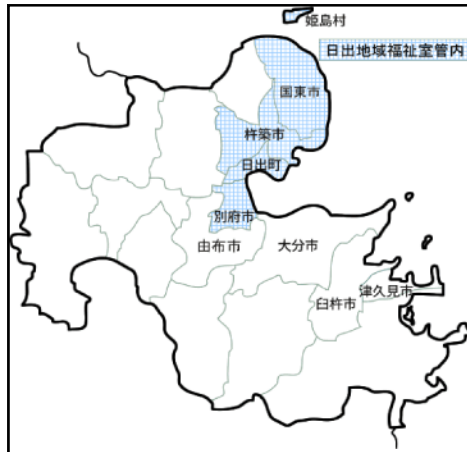 姫島村
日出地域福祉室管内
国東市
杵築市
日出町
別府市
由布市
大分市
臼杵市
津久見市